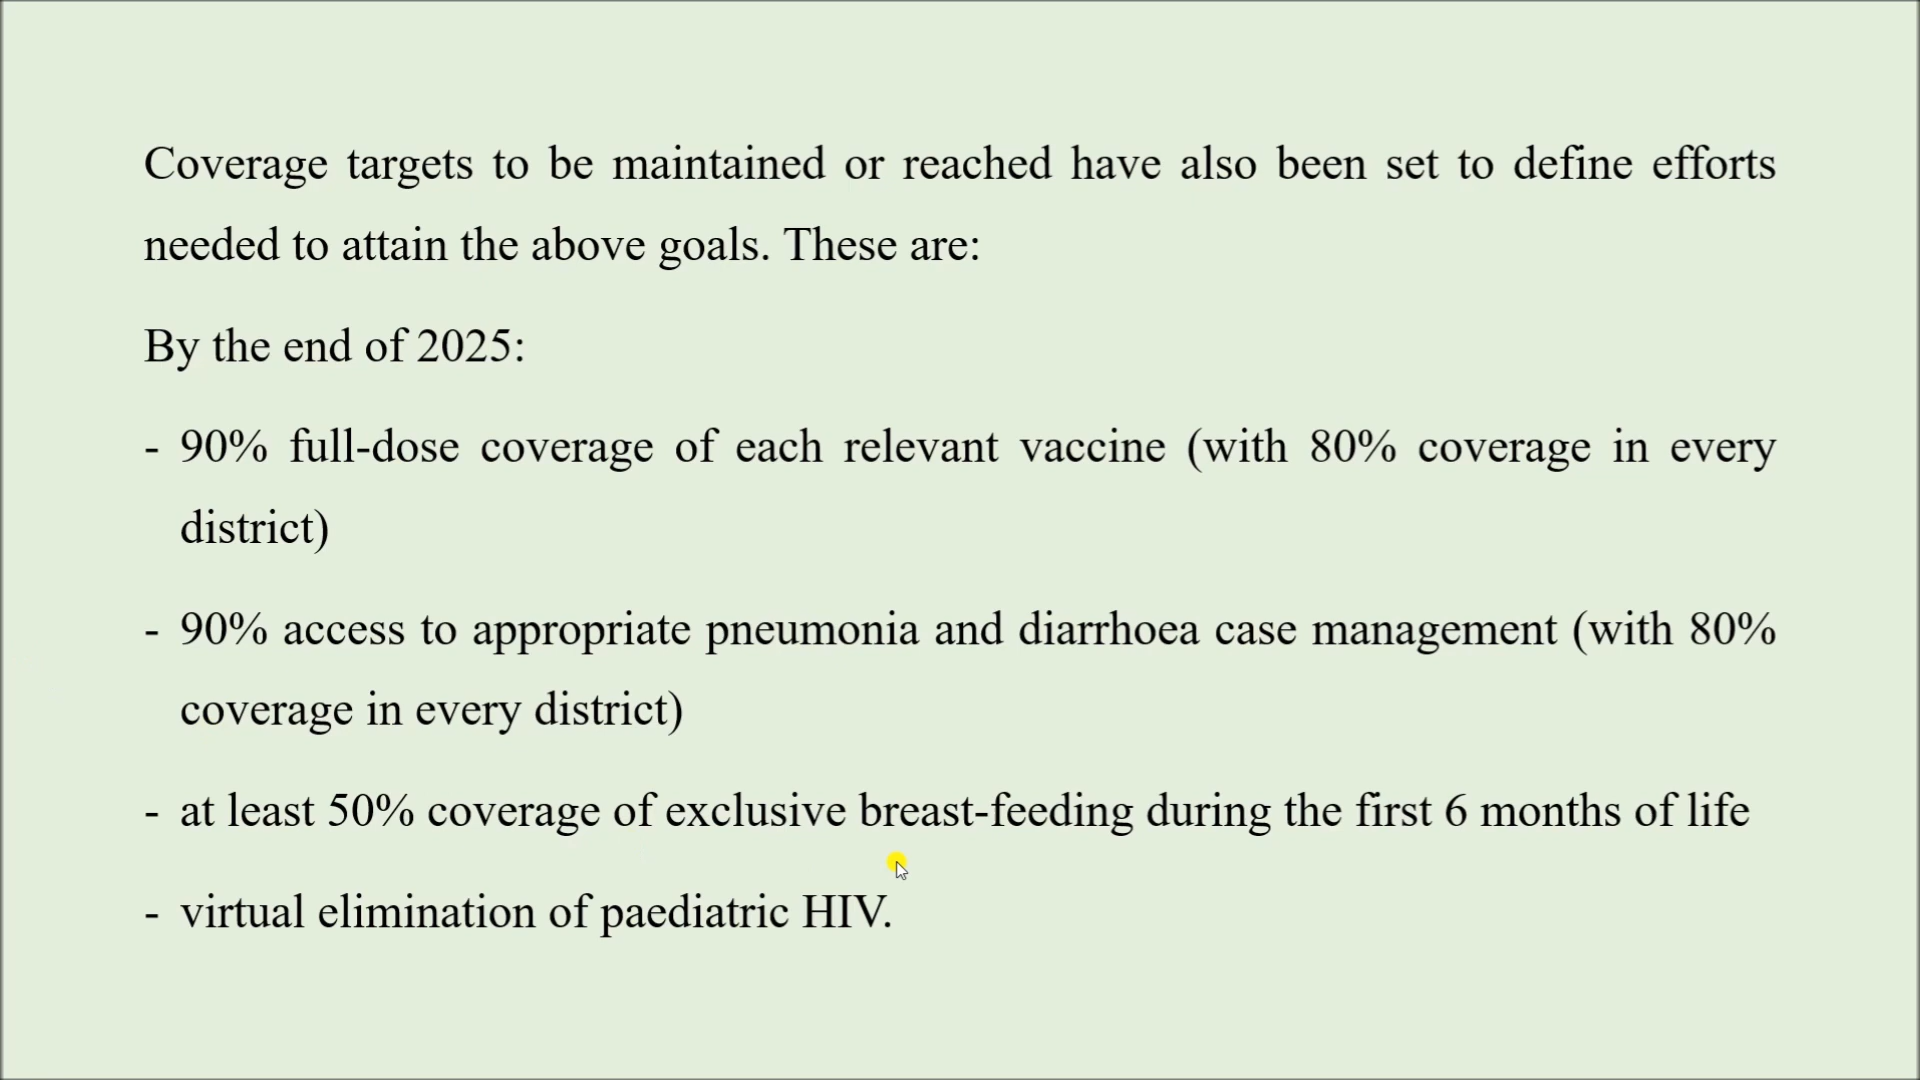 Coverage targets to be maintained or reached have also been set to define efforts
needed to attain the above goals. These are:
By the end of 2025:
- 90% full-dose coverage of each relevant vaccine (with 80% coverage in every
district)
- 90% access to appropriate pneumonia and diarrhoea case management (with 80%
coverage in every district)
- at least 50% coverage of exclusive breast-feeding during the first 6 months of life
- virtual elimination of paediatric HIV.